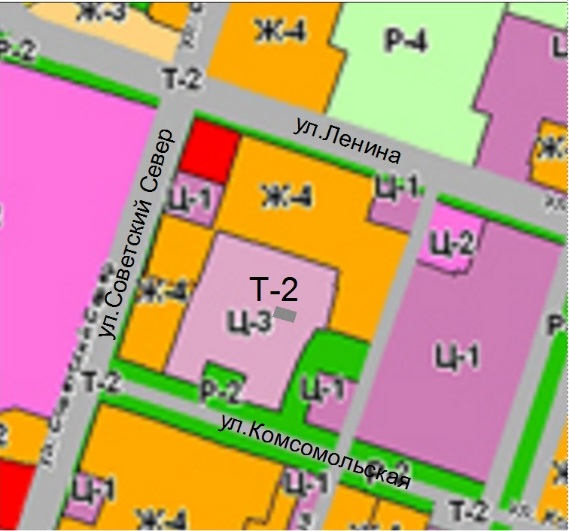 Ж-3
Ж-4
Р-4
Р-2
Т-2
ул.Ленина
Ж
ул.Советский Север
Ц-1
Ж-4
Ц-1
Ц-2
Т-2
Ж-4
Ц-3
Ц-1
Т-2
Р-2
Ц-1
ул.Комсомольская
Ц-1
Ж-4
Ц-1
Т-2